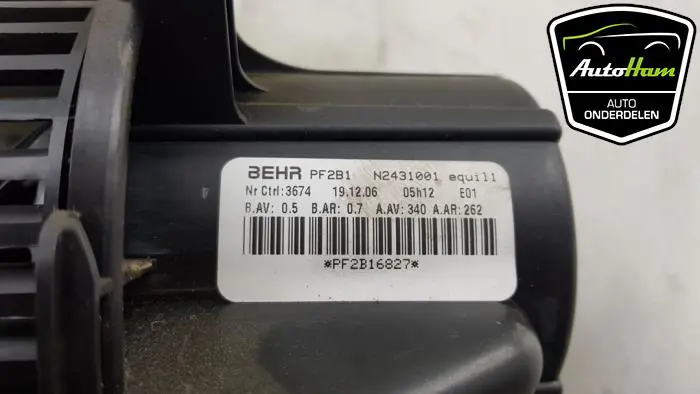 AutoHam
AUTO
ONDERDELEN
BEHR PF2B1 N2431001 equil1
Nr Ctrl:3674 19.12.06 05h12 E01
B.AV: 0.5 B.AR: 0.7 A.AV: 340 A.AR: 262
*PF2B16827*